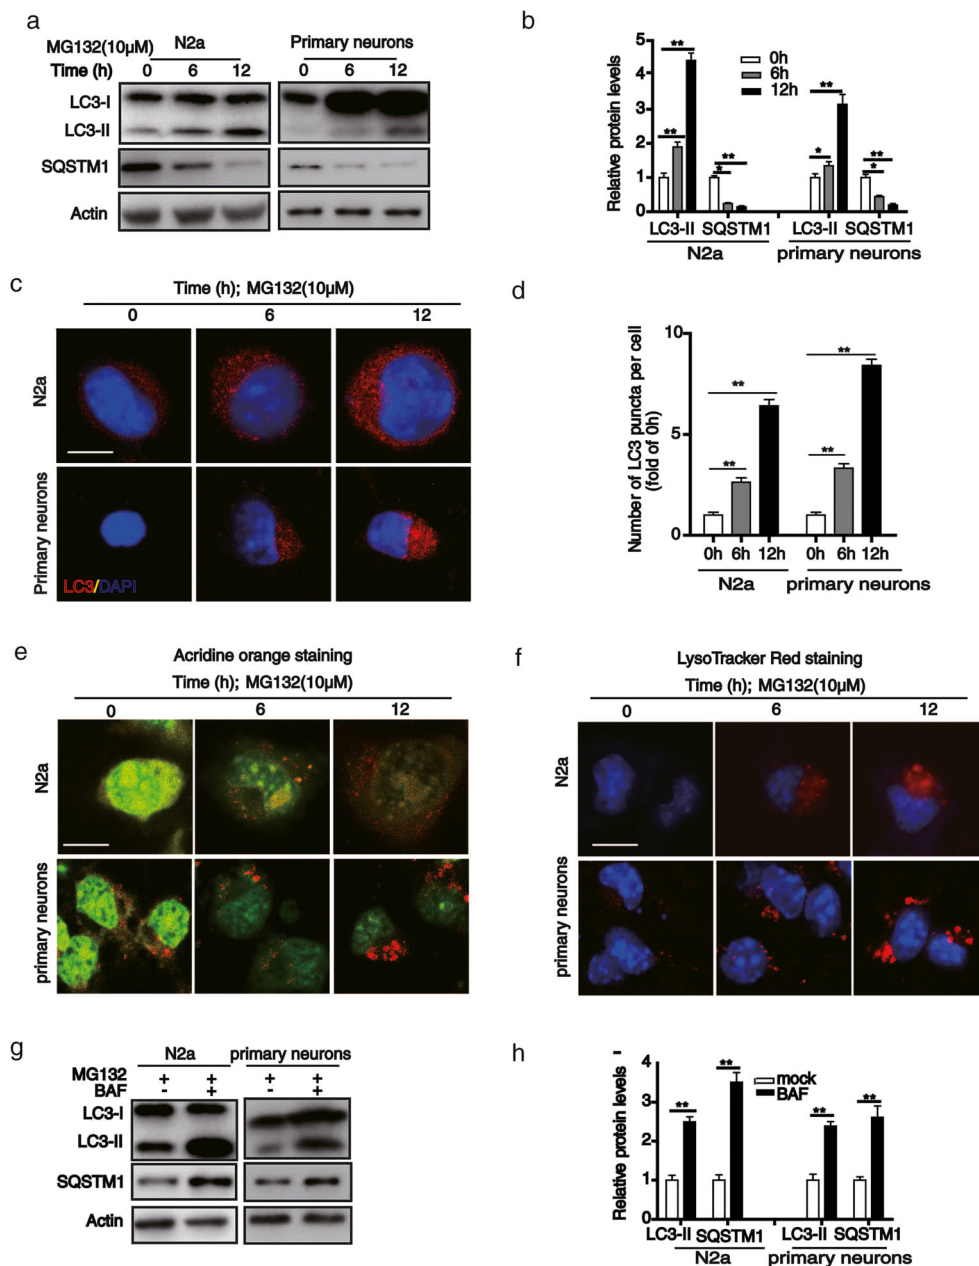 a
MG132(10μM) N2a Primary neurons
Time (h) 0 6 12 0 6 12
LC3-I
LC3-II
SQSTM1
Actin
b
Relative protein levels
5
4
3
2
1
0
0h
6h
12h
** ** ** * ** * ** *
LC3-II SQSTM1 LC3-II SQSTM1
N2a primary neurons
c
Time (h); MG132(10μM)
0 6 12
N2a
Primary neurons
LC3/DAPI
d
Number of LC3 puncta per cell
(fold of 0h)
10
5
0
** ** ** **
0h 6h 12h 0h 6h 12h
N2a primary neurons
e
Acridine orange staining
Time (h); MG132(10μM)
0 6 12
N2a
primary neurons
f
LysoTracker Red staining
Time (h); MG132(10μM)
0 6 12
N2a
primary neurons
g
N2a primary neurons
MG132 + + + +
BAF - + - +
LC3-I
LC3-II
SQSTM1
Actin
h
Relative protein levels
4
3
2
1
0
mock
BAF
** ** ** **
LC3-II SQSTM1 LC3-II SQSTM1
N2a primary neurons